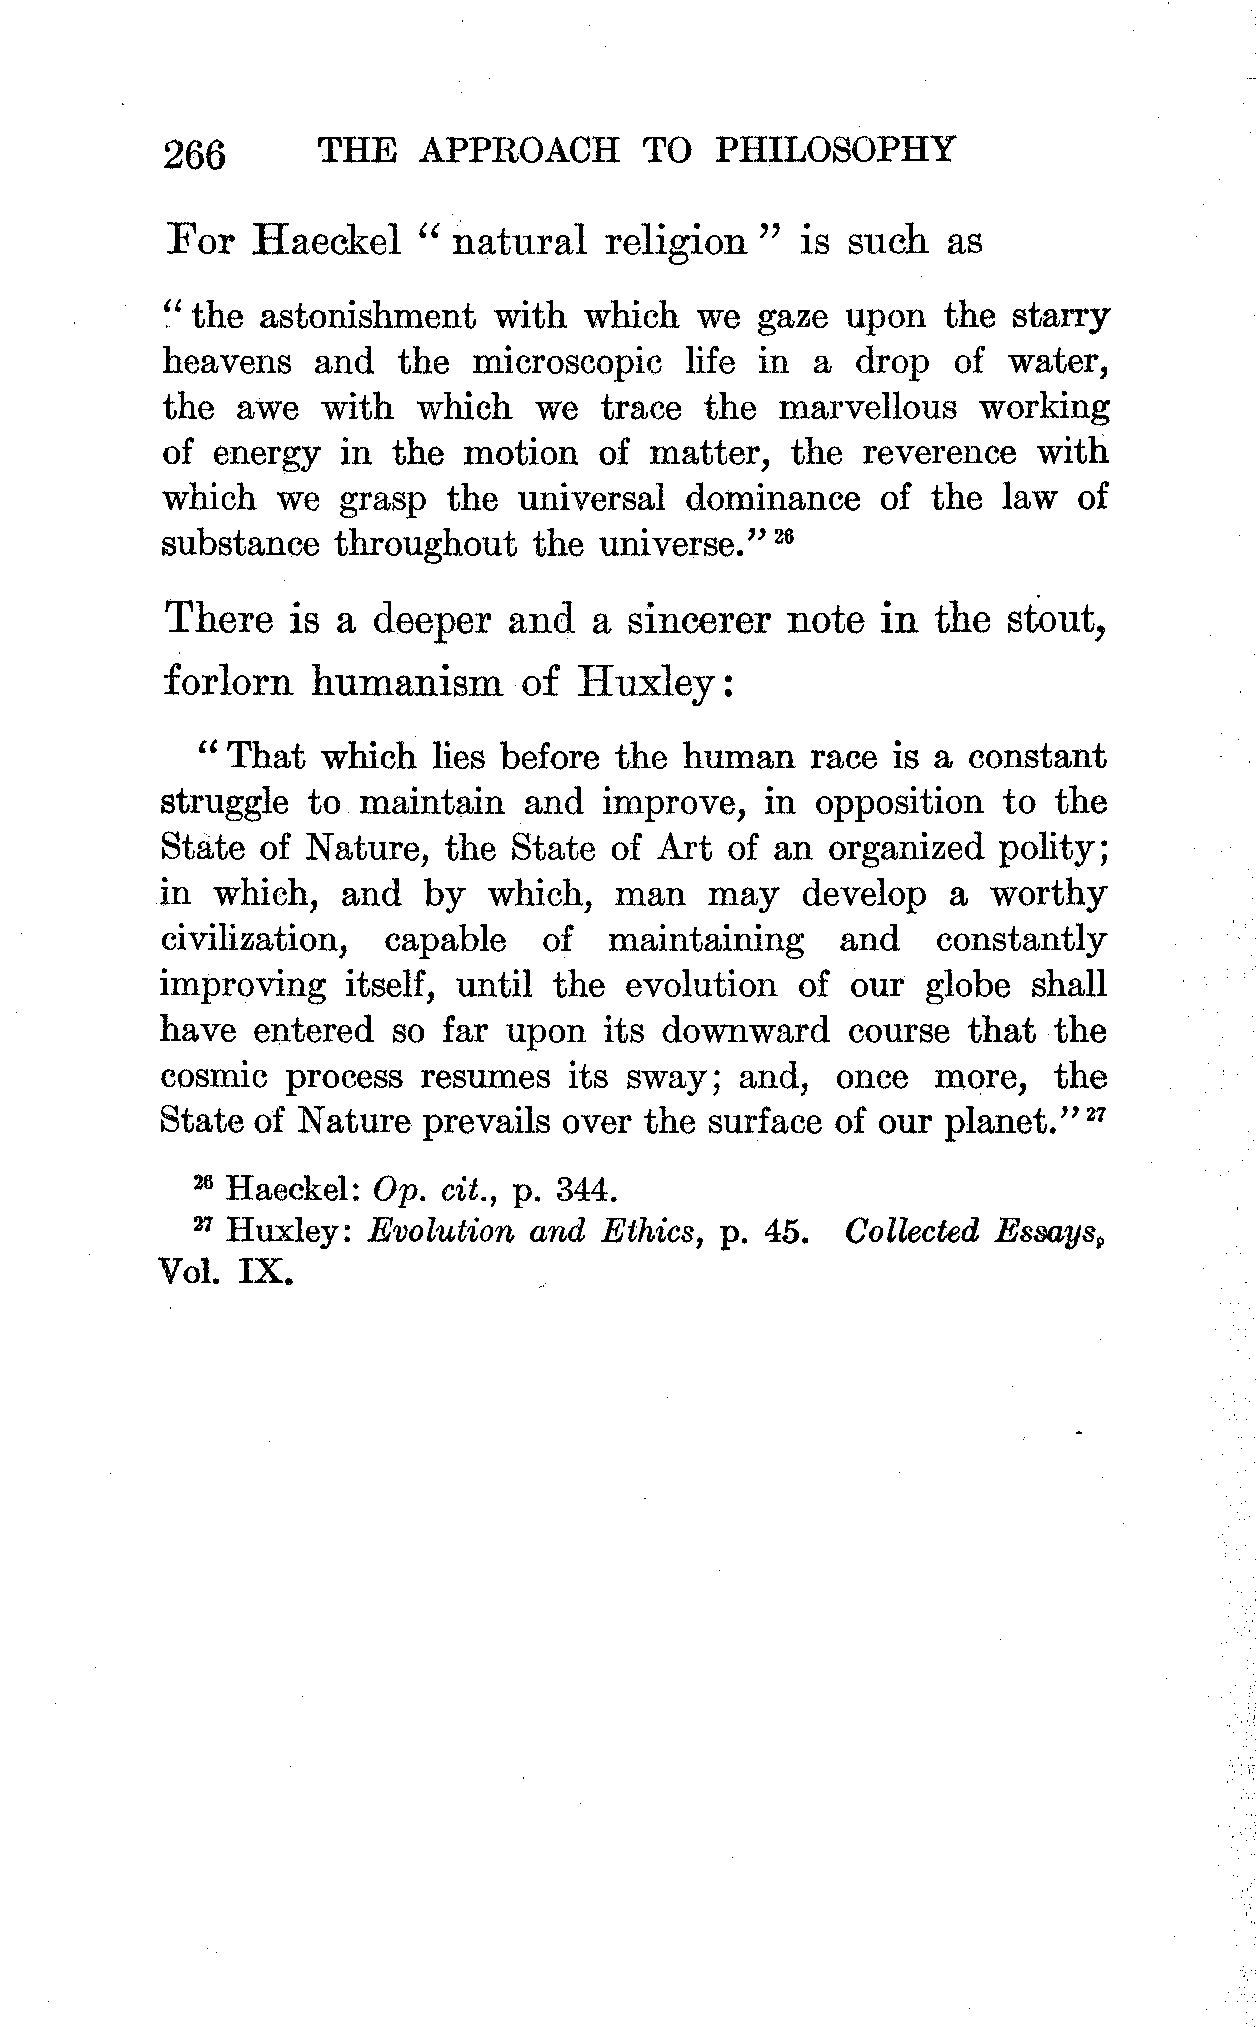 266 THE APPROACH TO PHILOSOPHY
For Haeckel “ natural religion ” is such as
“ the astonishment with which we gaze upon the starry
heavens and the microscopic life in a drop of water,
the awe with which we trace the marvellous working
of energy in the motion of matter, the reverence with
which we grasp the universal dominance of the law of
substance throughout the universe.” 26
There is a deeper and a sincerer note in the stout,
forlorn humanism of Huxley:
“ That which lies before the human race is a constant
struggle to maintain and improve, in opposition to the
State of Nature, the State of Art of an organized polity;
in which, and by which, man may develop a worthy
civilization, capable of maintaining and constantly
improving itself, until the evolution of our globe shall
have entered so far upon its downward course that the
cosmic process resumes its sway; and, once more, the
State of Nature prevails over the surface of our planet.” 27
26 Haeckel: Op. cit., p. 344.
27 Huxley: Evolution and Ethics, p. 45. Collected Essays,
Vol. IX.